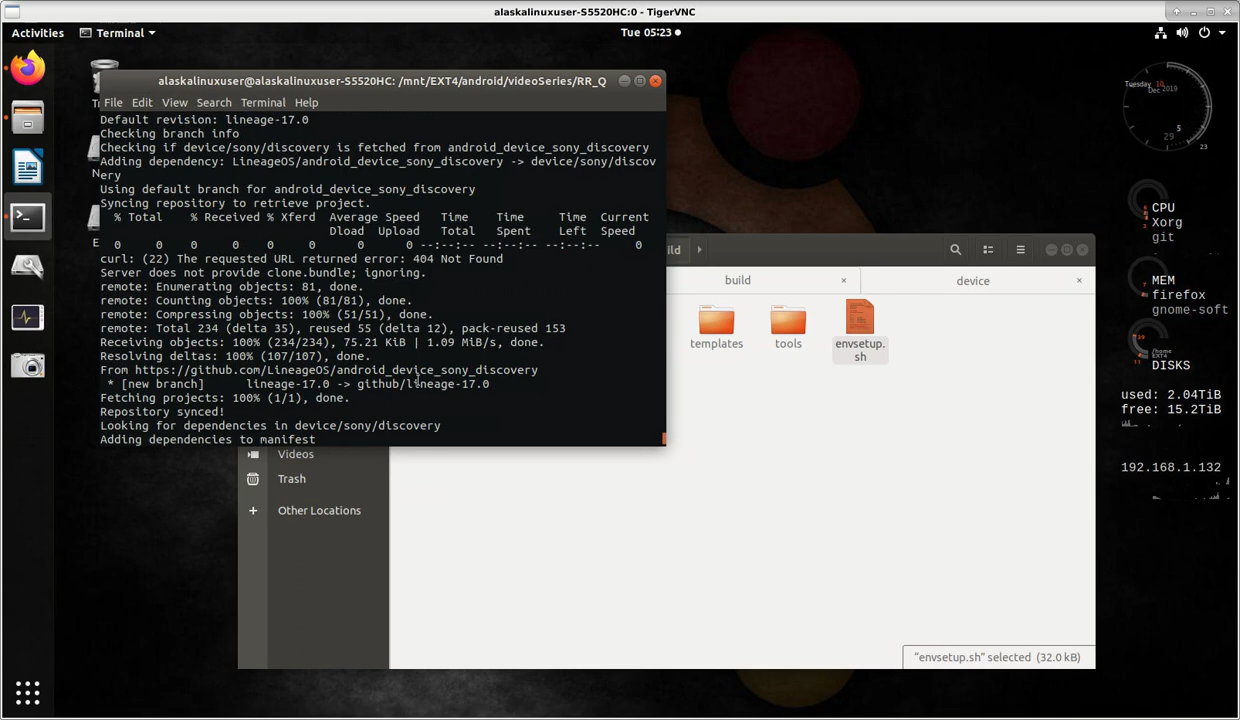 alaskalinuxuser-S5520HC:0 - TigerVNC
Activities
Terminal
Tue 05:23
alaskalinuxuser@alaskalinuxuser-S5520HC: /mnt/EXT4/android/videoSeries/RR_Q
File Edit View Search Terminal Help
Default revision: lineage-17.0
Checking branch info
Checking if device/sony/discovery is fetched from android_device_sony_discovery
Adding dependency: LineageOS/android_device_sony_discovery -> device/sony/discov
ery
Using default branch for android_device_sony_discovery
Syncing repository to retrieve project.
% Total % Received % Xferd Average Speed Time Time Time Current
Dload Upload Total Spent Left Speed
0 0 0 0 0 0 0 0 --:--:-- --:--:-- --:--:-- 0
curl: (22) The requested URL returned error: 404 Not Found
Server does not provide clone.bundle; ignoring.
remote: Enumerating objects: 81, done.
remote: Counting objects: 100% (81/81), done.
remote: Compressing objects: 100% (51/51), done.
remote: Total 234 (delta 35), reused 55 (delta 12), pack-reused 153
Receiving objects: 100% (234/234), 75.21 KiB | 1.09 MiB/s, done.
Resolving deltas: 100% (107/107), done.
From https://github.com/LineageOS/android_device_sony_discovery
* [new branch] lineage-17.0 -> github/lineage-17.0
Fetching projects: 100% (1/1), done.
Repository synced!
Looking for dependencies in device/sony/discovery
Adding dependencies to manifest
ild
build
device
templates
tools
envsetup.
sh
Videos
Trash
+ Other Locations
"envsetup.sh" selected (32.0 kB)
Tuesday 10
Dec 2019
29 5
23
CPU
Xorg
git
MEM
firefox
gnome-soft
/home
EXT4
DISKS
used: 2.04TiB
free: 15.2TiB
192.168.1.132